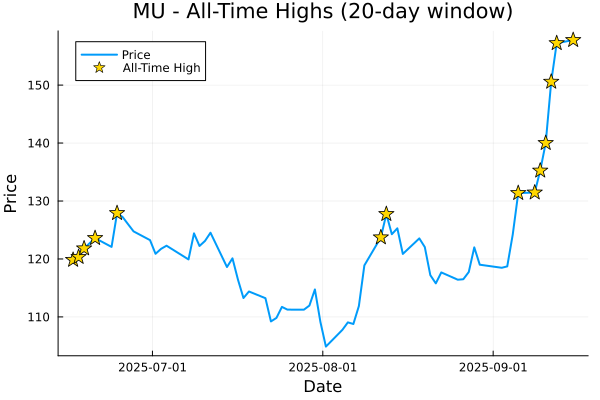 MU - All-Time Highs (20-day window)
Price
All-Time High
150
140
130
120
110
Price
2025-07-01
2025-08-01
2025-09-01
Date